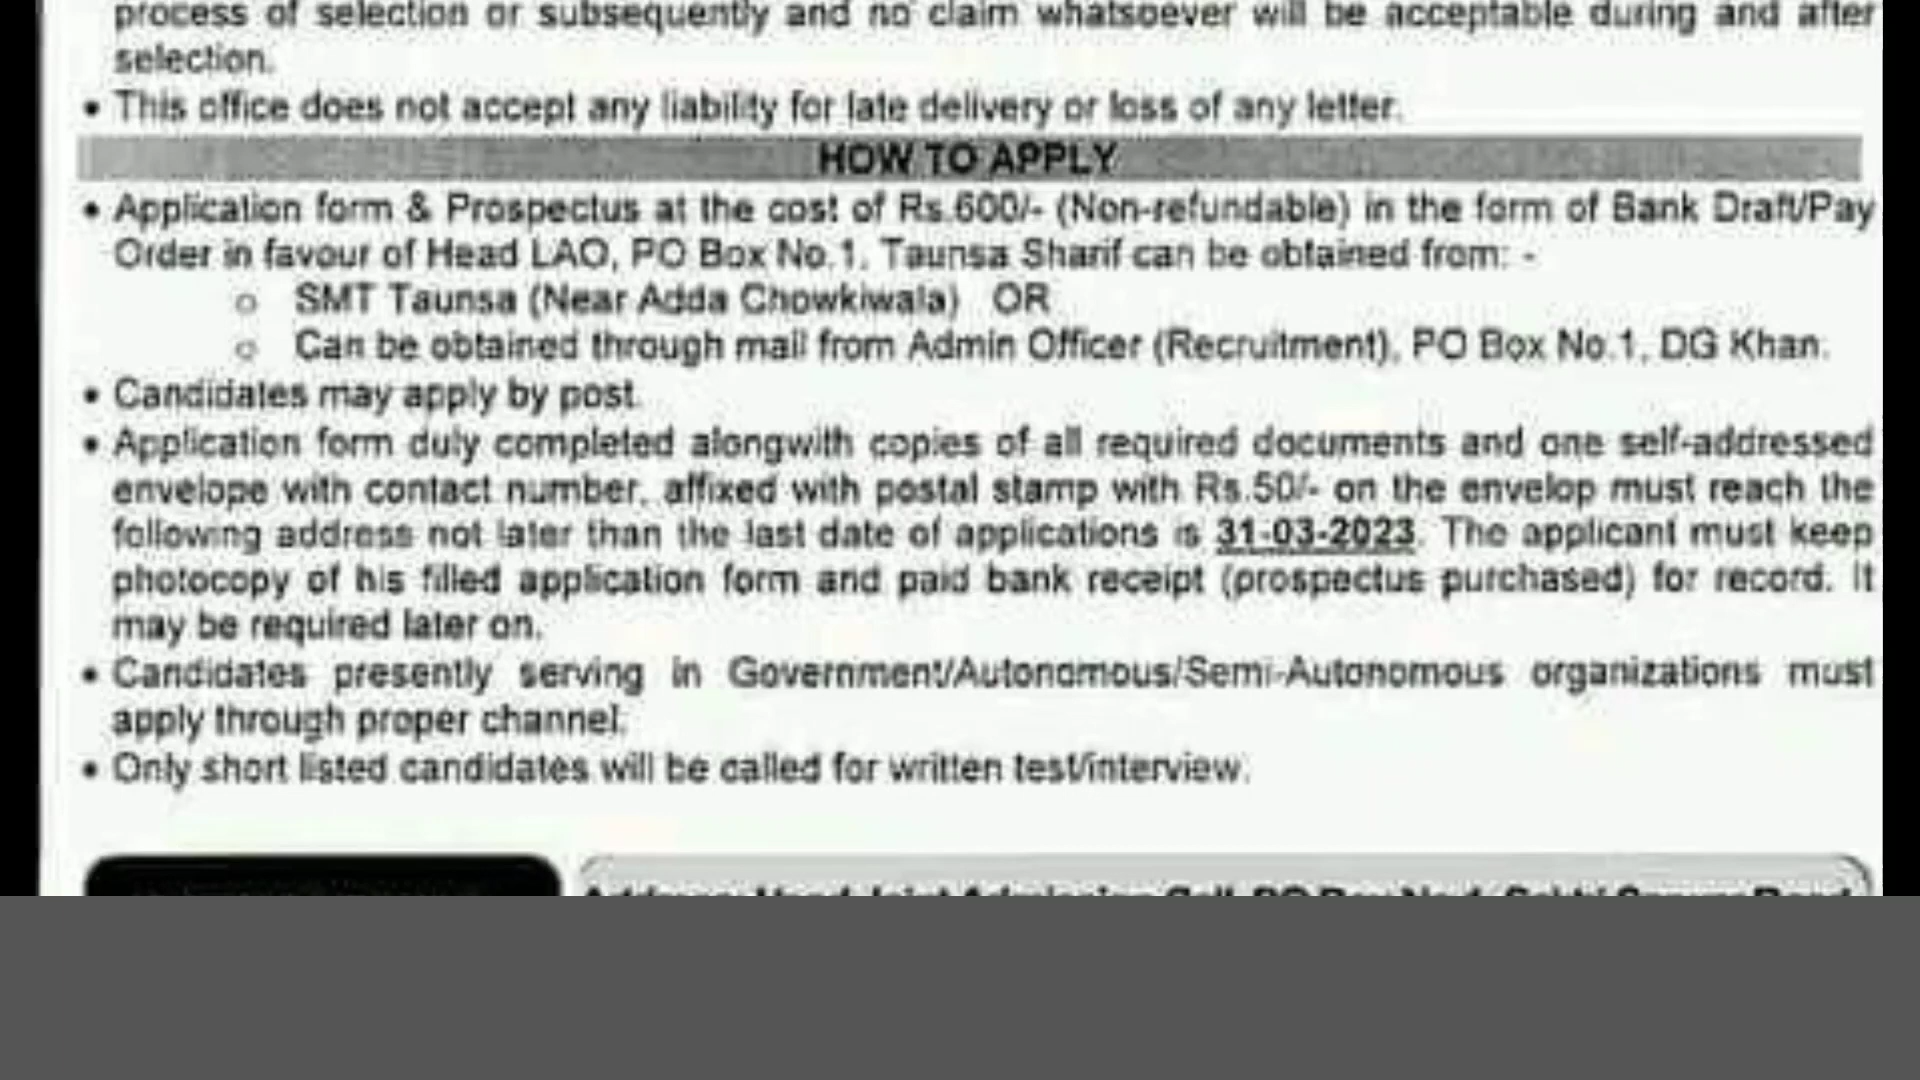 process of selection or subsequently and no claim whatsoever will be acceptable during and after
selection.
• This office does not accept any liability for late delivery or loss of any letter.
HOW TO APPLY
• Application form & Prospectus at the cost of Rs.600/- (Non-refundable) in the form of Bank Draft/Pay
Order in favour of Head LAO, PO Box No.1, Taunsa Sharif can be obtained from: -
o SMT Taunsa (Near Adda Chowkiwala) OR
o Can be obtained through mail from Admin Officer (Recruitment), PO Box No.1, DG Khan.
• Candidates may apply by post.
• Application form duly completed alongwith copies of all required documents and one self-addressed
envelope with contact number, affixed with postal stamp with Rs.50/- on the envelop must reach the
following address not later than the last date of applications is 31-03-2023. The applicant must keep
photocopy of his filled application form and paid bank receipt (prospectus purchased) for record. It
may be required later on.
• Candidates presently serving in Government/Autonomous/Semi-Autonomous organizations must
apply through proper channel.
• Only short listed candidates will be called for written test/interview.